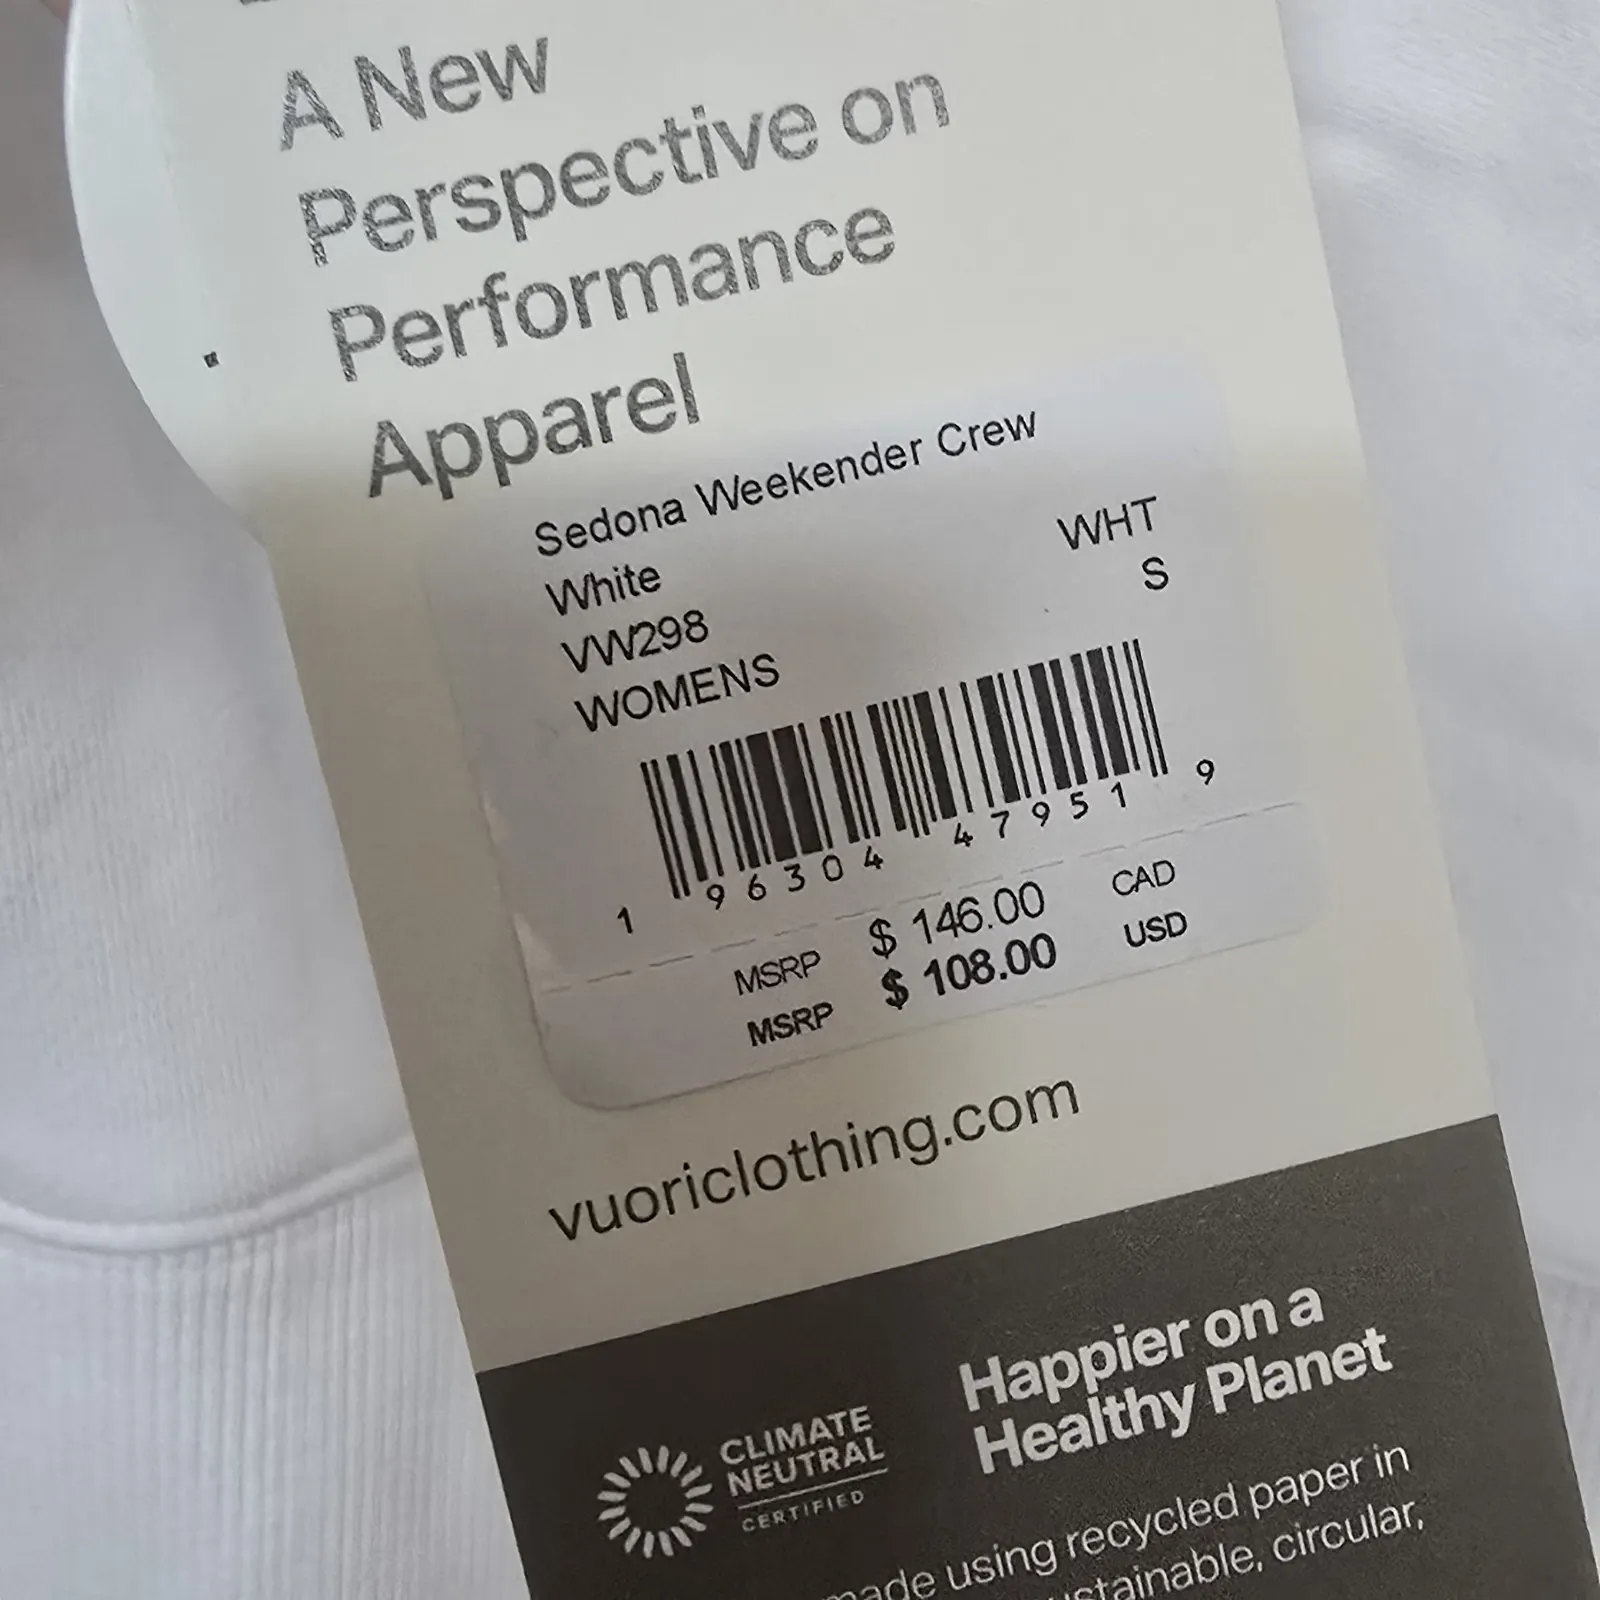 A New
Perspective on
Performance
Apparel
Sedona Weekender Crew
White WHT
VW298 S
WOMENS
1 96304 47951 9
MSRP $ 146.00 CAD
MSRP $ 108.00 USD
vuoriclothing.com
Happier on a
Healthy Planet
CLIMATE
NEUTRAL
CERTIFIED
made using recycled paper in
sustainable, circular,